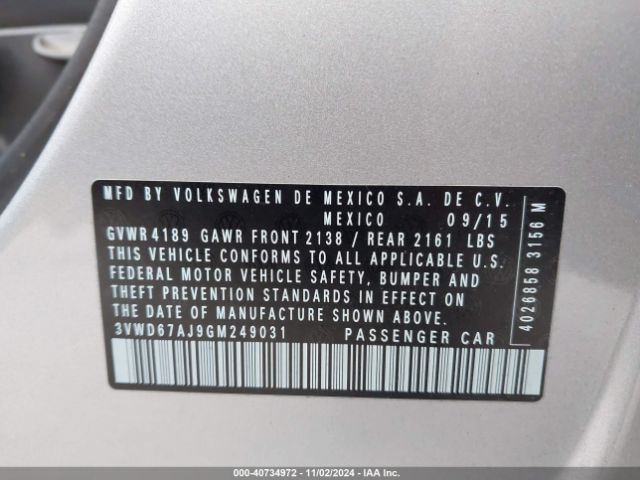 MFD BY VOLKSWAGEN DE MEXICO S.A. DE C.V.
MEXICO 09/15
GVWR 4189 GAWR FRONT 2138 / REAR 2161 LBS
THIS VEHICLE CONFORMS TO ALL APPLICABLE U.S.
FEDERAL MOTOR VEHICLE SAFETY, BUMPER AND
THEFT PREVENTION STANDARDS IN EFFECT ON THE
DATE OF MANUFACTURE SHOWN ABOVE.
3VWD67AJ9GM249031 PASSENGER CAR
4026858 3156 M
000-40734972 - 11/02/2024 - IAA Inc.